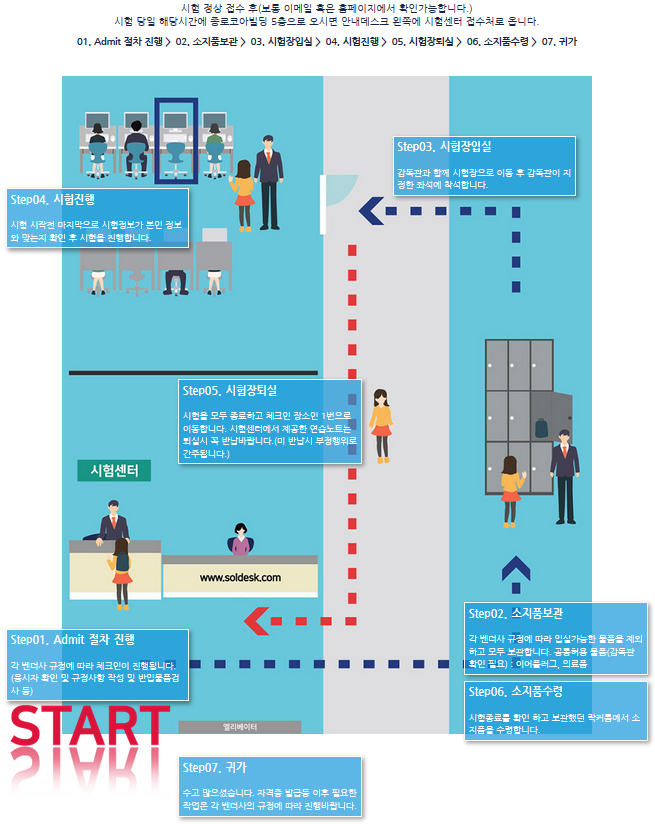 시험 정상 접수 후(보통 이메일 혹은 홈페이지에서 확인가능합니다.)
시험 당일 해당시간에 종로코아빌딩 5층으로 오시면 안내데스크 왼쪽에 시험센터 접수처로 옵니다.
01. Admit 절차 진행 > 02. 소지품보관 > 03. 시험장입실 > 04. 시험진행 > 05. 시험장퇴실 > 06. 소지품수령 > 07. 귀가
Step03. 시험장입실
감독관과 함께 시험장으로 이동 후 감독관이 지
정한 좌석에 착석합니다.
Step04. 시험진행
시험 시작전 마지막으로 시험정보가 본인 정보
와 맞는지 확인 후 시험을 진행합니다.
Step05. 시험장퇴실
시험을 모두 종료하고 체크인 장소인 1번으로
이동합니다. 시험센터에서 제공한 연습노트는
퇴실시 꼭 반납바랍니다.(미 반납시 부정행위로
간주됩니다.)
시험센터
www.soldesk.com
Step02. 소지품보관
각 벤더사 규정에 따라 입실가능한 물품을 제외
하고 모두 보관합니다. 공통허용 물품(감독관
확인 필요) : 이어플러그, 의료품
Step01. Admit 절차 진행
각 벤더사 규정에 따라 체크인이 진행됩니다.
(응시자 확인 및 규정사항 작성 및 반입물품검
사 등)
Step06. 소지품수령
시험종료를 확인 하고 보관했던 락커룸에서 소
지품을 수령합니다.
START
엘리베이터
Step07. 귀가
수고 많으셨습니다. 자격증 발급등 이후 필요한
작업은 각 벤더사의 규정에 따라 진행바랍니다.